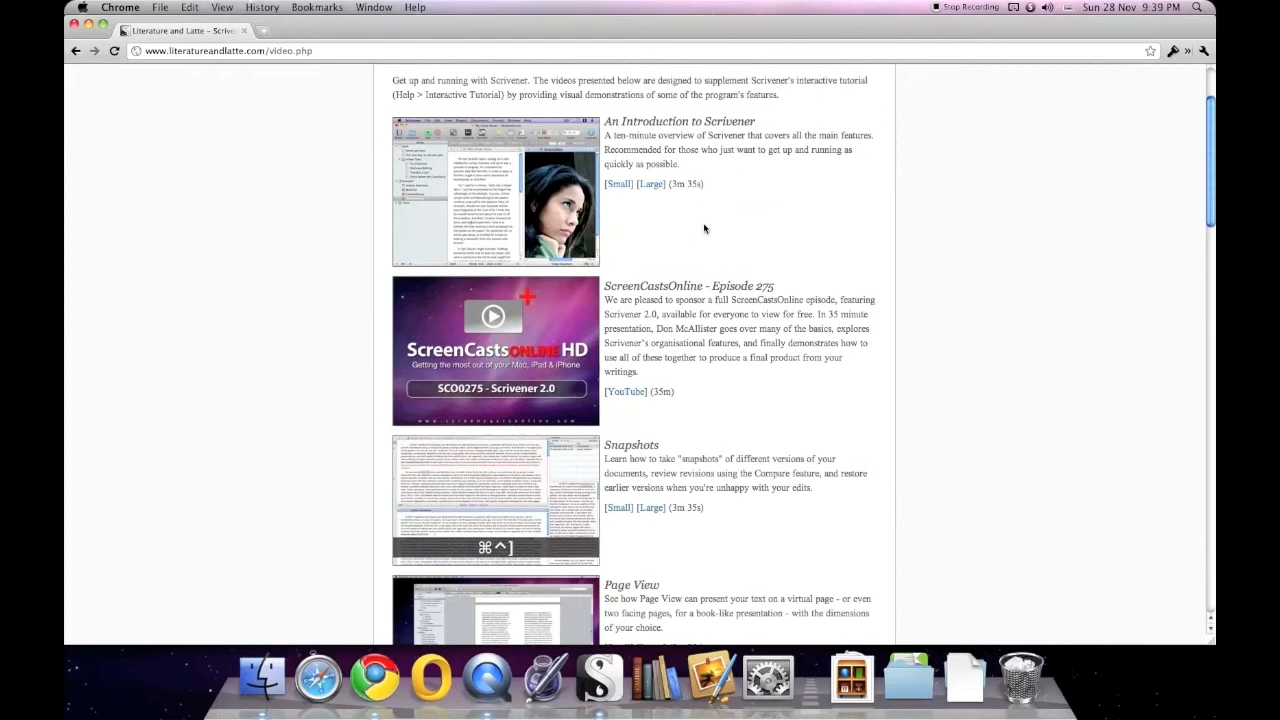 Chrome File Edit View History Bookmarks Window Help Stop Recording Sun 28 Nov 9:39 PM
Literature and Latte – Scrive
www.literatureandlatte.com/video.php
Get up and running with Scrivener. The videos presented below are designed to supplement Scrivener's interactive tutorial
(Help > Interactive Tutorial) by providing visual demonstrations of some of the program's features.
An Introduction to Scrivener
A ten-minute overview of Scrivener that covers all the main features.
Recommended for those who just want to get up and running as
quickly as possible.
[Small] [Large] (9m 35s)
ScreenCastsOnline - Episode 275
We are pleased to sponsor a full ScreenCastsOnline episode, featuring
Scrivener 2.0, available for everyone to view for free. In 35 minute
presentation, Don McAllister goes over many of the basics, explores
Scrivener's organisational features, and finally demonstrates how to
use all of these together to produce a final product from your
writings.
[YouTube] (35m)
ScreenCastsONLINE HD
Getting the most out of your Mac, iPad & iPhone
SCO0275 - Scrivener 2.0
www.screencastsonline.com
Snapshots
Learn how to take "snapshots" of different versions of your
documents, review revisions using the Compare feature, and restore
earlier versions when you're unhappy with your edits.
[Small] [Large] (3m 35s)
⌘^]
Page View
See how Page View can present your text on a virtual page - or even
two facing pages, for a book-like presentation - with the dimensions
of your choice.